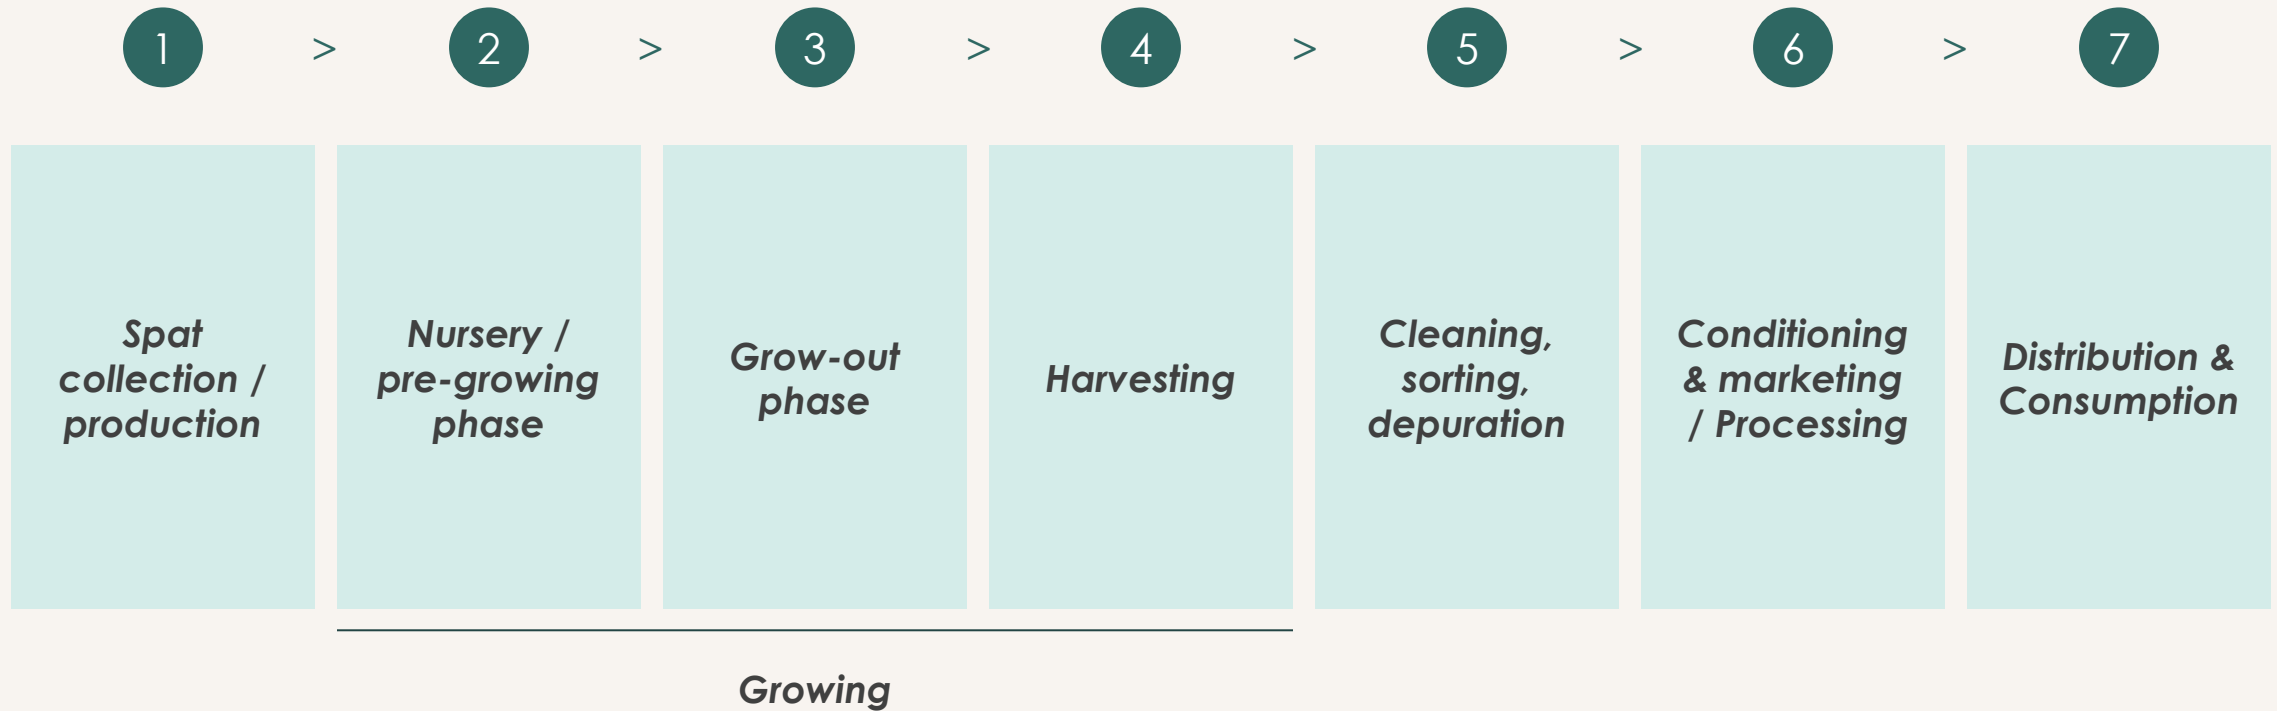 1 > 2 > 3 > 4 > 5 > 6 > 7
Spat
collection /
production
Nursery /
pre-growing
phase
Grow-out
phase
Harvesting
Cleaning,
sorting,
depuration
Conditioning
& marketing
/ Processing
Distribution &
Consumption
Growing